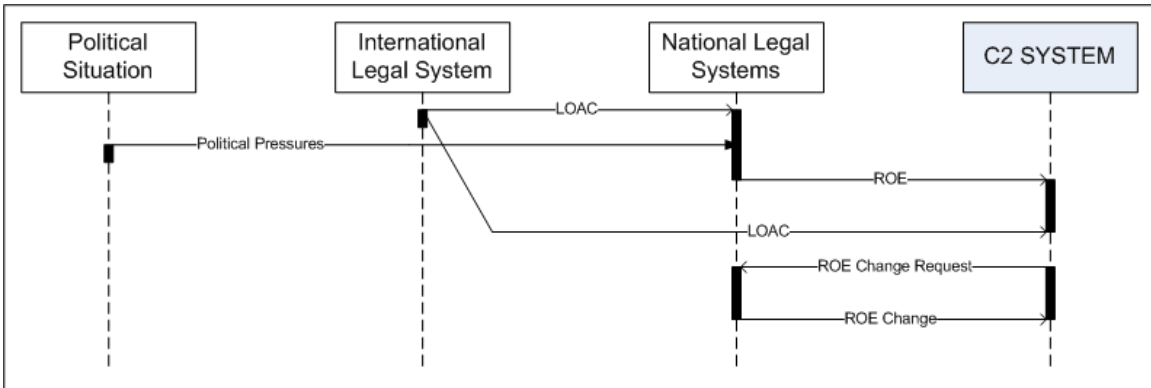 Political
Situation
International
Legal System
National Legal
Systems
C2 SYSTEM
LOAC
Political Pressures
ROE
LOAC
ROE Change Request
ROE Change